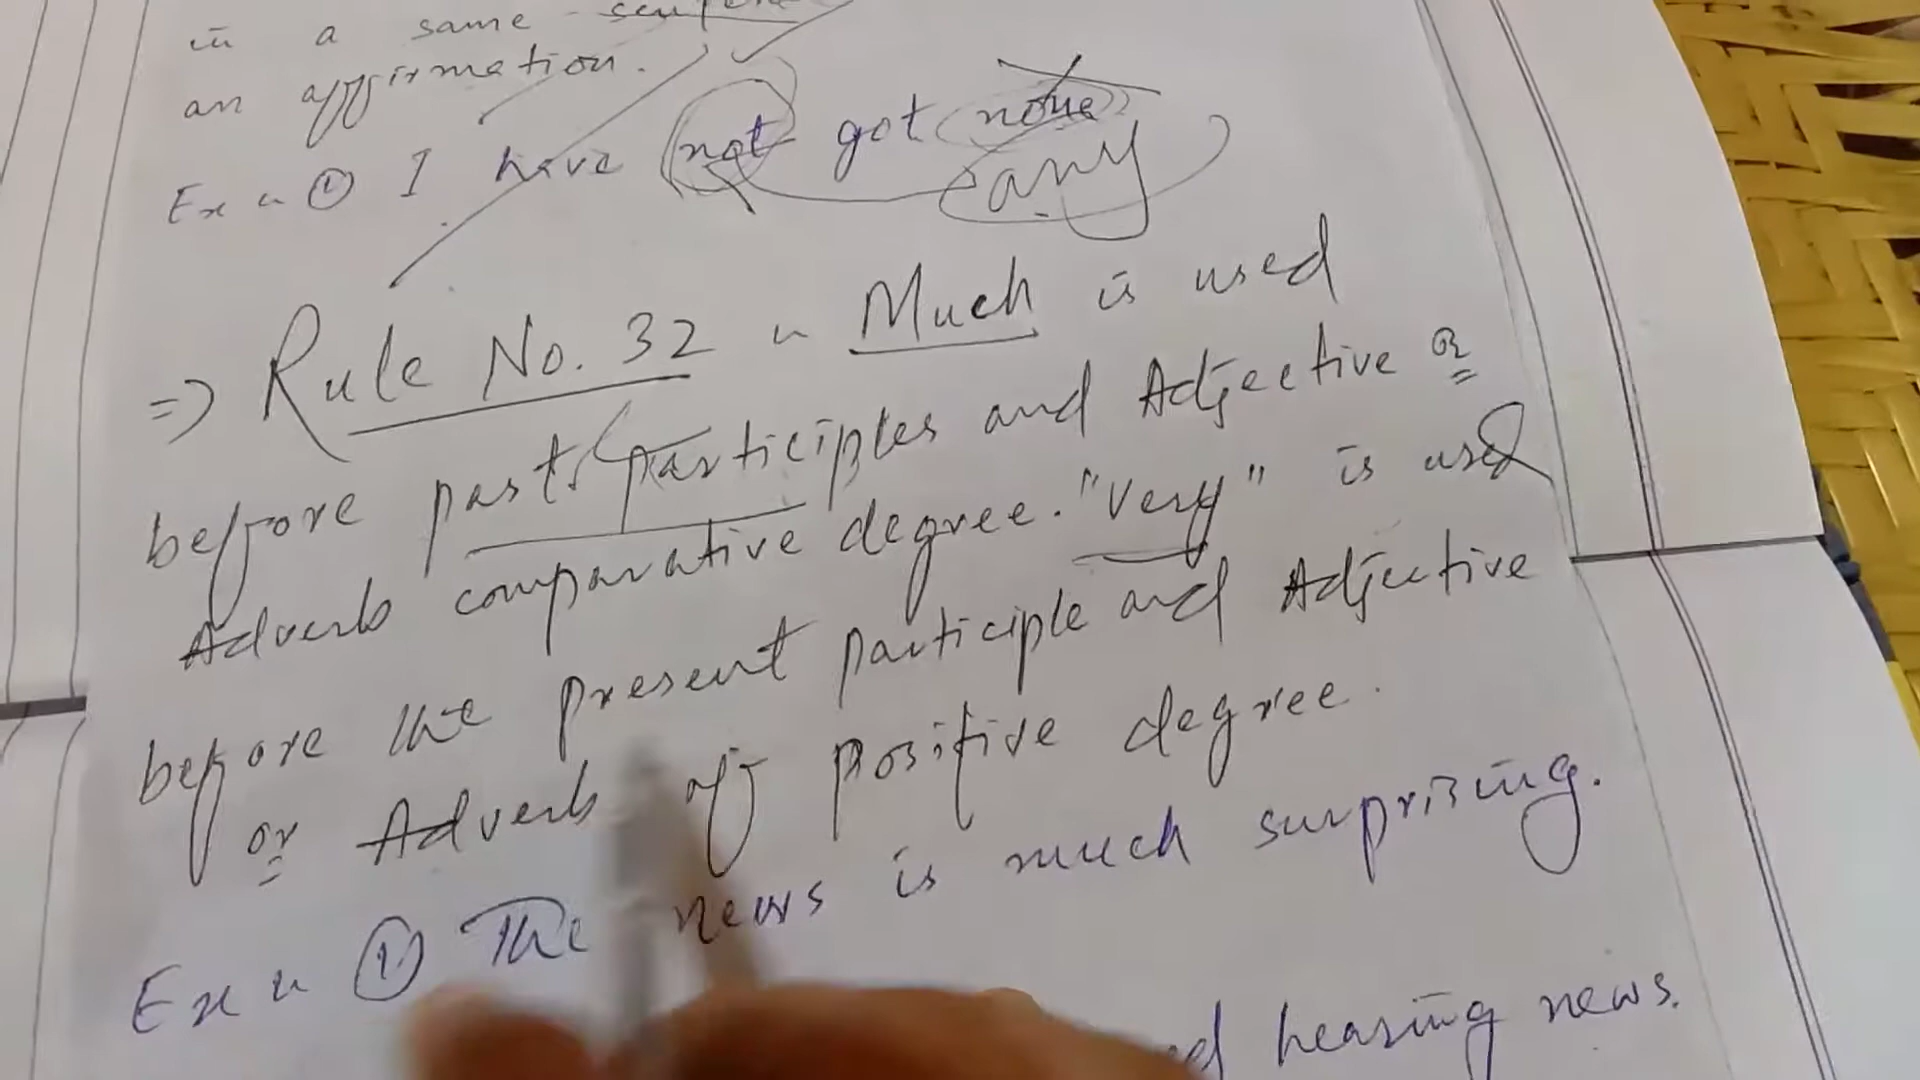 in a same
an affirmation.
Ex ~ ① I have not got none
any
=> Rule No. 32 ~ Much is used
before past participles and Adjective or
Adverb comparative degree. "Very" is used
before the present participle and Adjective
or Adverb of positive degree.
Ex ~ ① The news is much surprising.
hearing news.